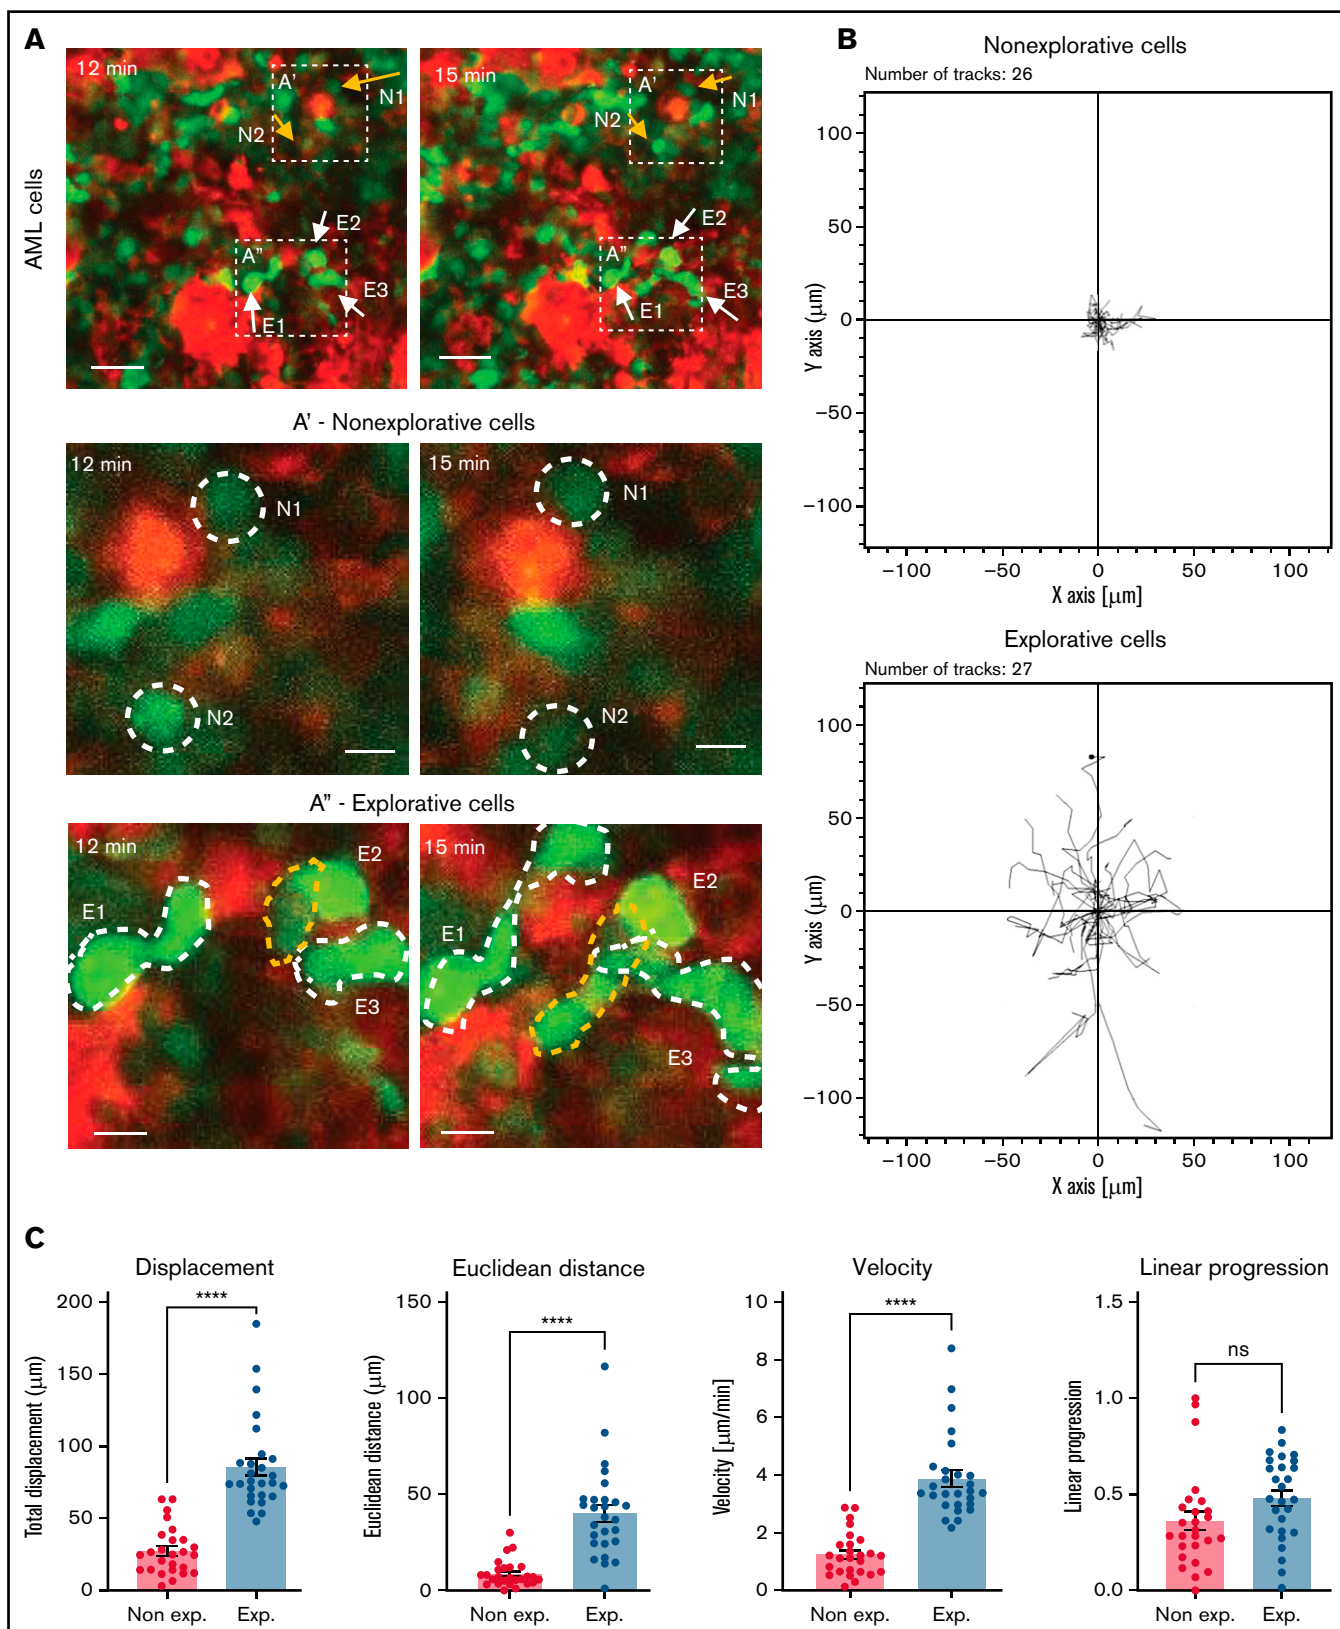 A
AML cells
12 min
A'
N1
N2
E2
A"
E3
E1
15 min
A'
N1
N2
E2
A"
E3
E1
A' - Nonexplorative cells
12 min
N1
N2
15 min
N1
N2
A" - Explorative cells
12 min
E2
E1
E3
15 min
E2
E1
E3
B
Nonexplorative cells
Number of tracks: 26
Y axis (μm)
100
50
0
−50
−100
−100 −50 0 50 100
X axis [μm]
Explorative cells
Number of tracks: 27
Y axis (μm)
100
50
0
−50
−100
−100 −50 0 50 100
X axis [μm]
C
Displacement
Total displacement (μm)
200
150
100
50
0
****
Non exp. Exp.
Euclidean distance
Euclidean distance (μm)
150
100
50
0
****
Non exp. Exp.
Velocity
Velocity [μm/min]
10
8
6
4
2
0
****
Non exp. Exp.
Linear progression
Linear progression
1.5
1.0
0.5
0.0
ns
Non exp. Exp.